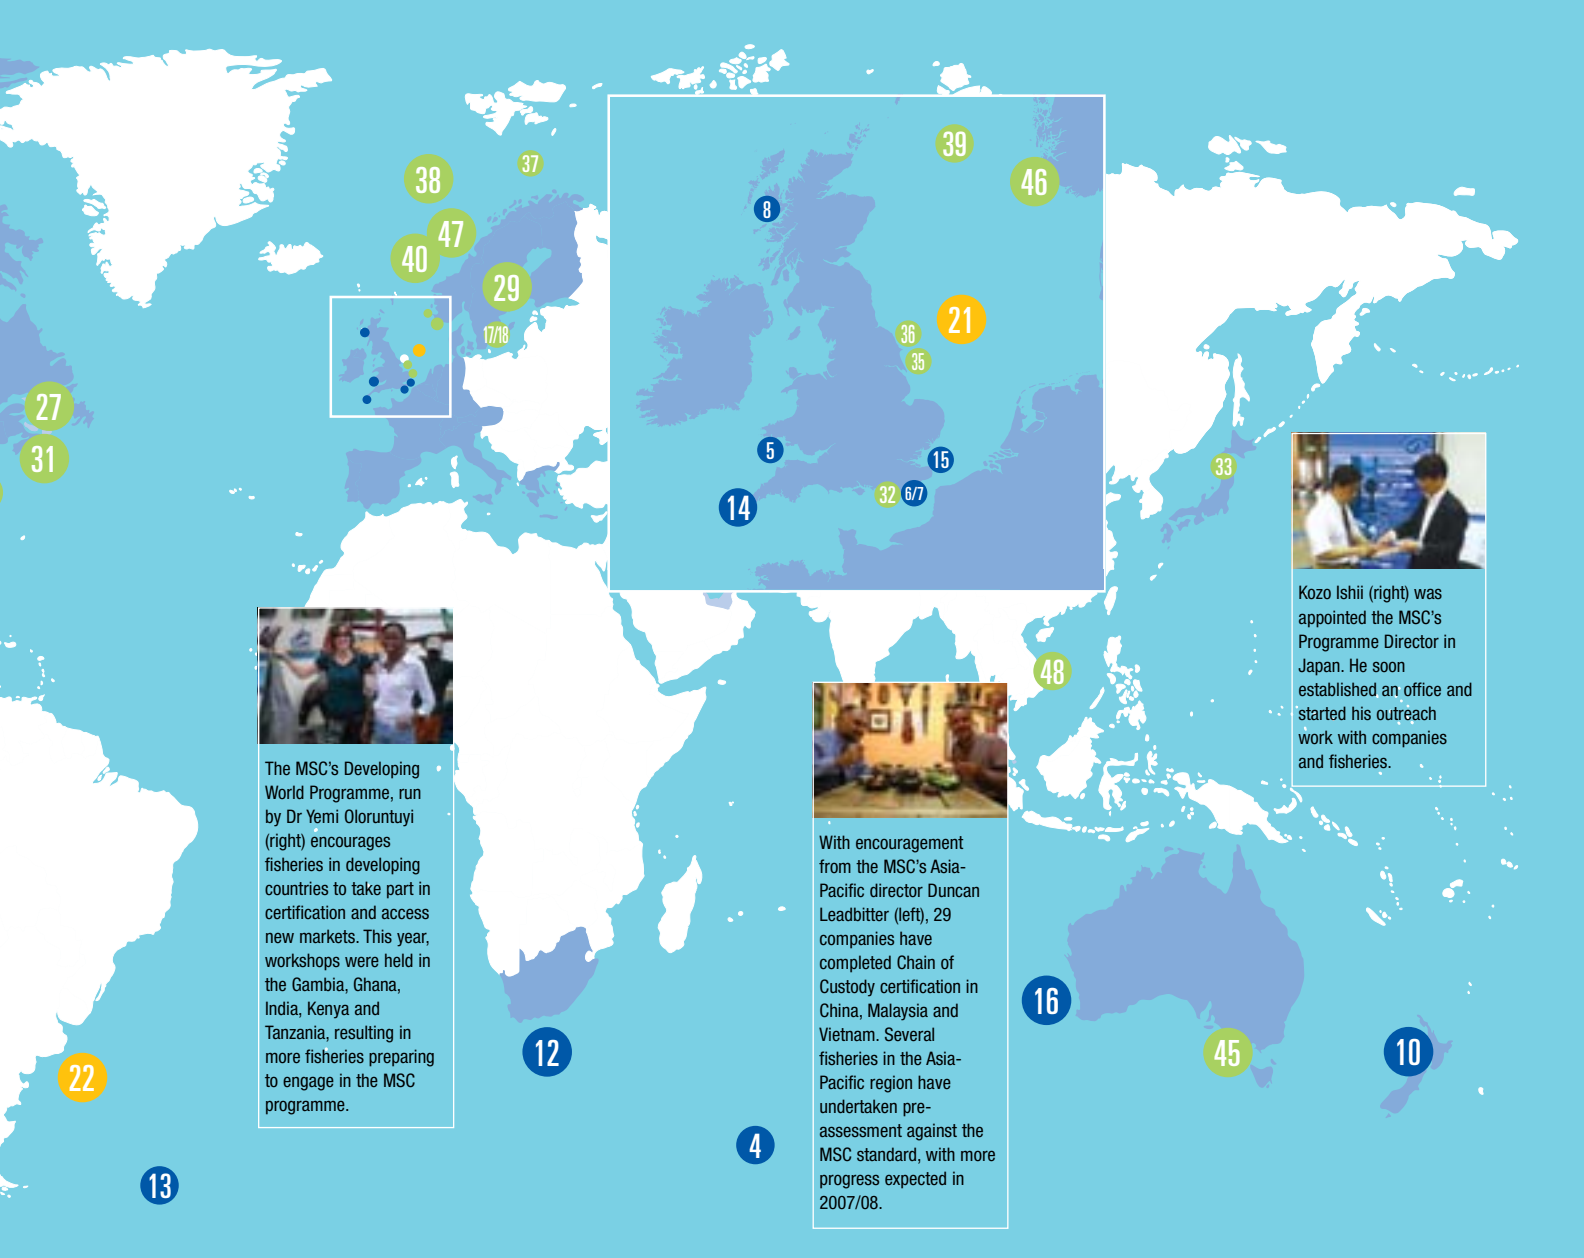 38
37
47
40
29
17/18
27
31
39
46
8
21
36
35
5
15
14
32
6/7
33
48
22
13
12
4
16
45
10
The MSC's Developing
World Programme, run
by Dr Yemi Oloruntuyi
(right) encourages
fisheries in developing
countries to take part in
certification and access
new markets. This year,
workshops were held in
the Gambia, Ghana,
India, Kenya and
Tanzania, resulting in
more fisheries preparing
to engage in the MSC
programme.
With encouragement
from the MSC's Asia-
Pacific director Duncan
Leadbitter (left), 29
companies have
completed Chain of
Custody certification in
China, Malaysia and
Vietnam. Several
fisheries in the Asia-
Pacific region have
undertaken pre-
assessment against the
MSC standard, with more
progress expected in
2007/08.
Kozo Ishii (right) was
appointed the MSC's
Programme Director in
Japan. He soon
established an office and
started his outreach
work with companies
and fisheries.